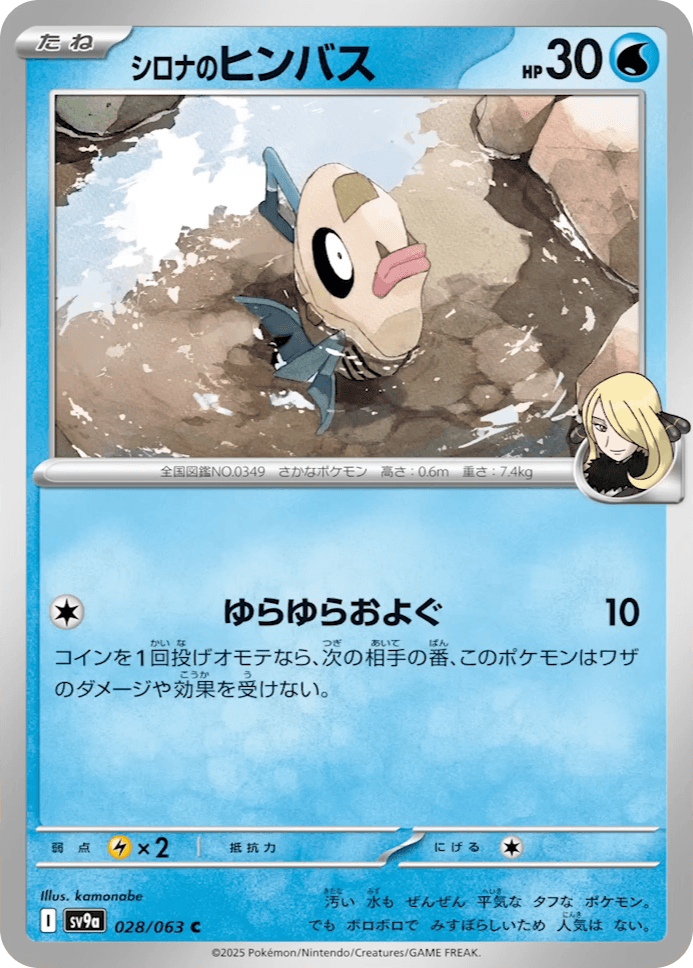 たね
シロナのヒンバス
HP30
全国図鑑NO.0349 さかなポケモン 高さ:0.6m 重さ:7.4kg
ゆらゆらおよぐ 10
コインを1回投げオモテなら、次の相手の番、このポケモンはワザ
のダメージや効果を受けない。
弱点 ×2 抵抗力 にげる
Illus. kamonabe
汚い 水も ぜんぜん 平気な タフな ポケモン。
でも ボロボロで みすぼらしいため 人気は ない。
I sv9a 028/063 C
©2025 Pokémon/Nintendo/Creatures/GAME FREAK.